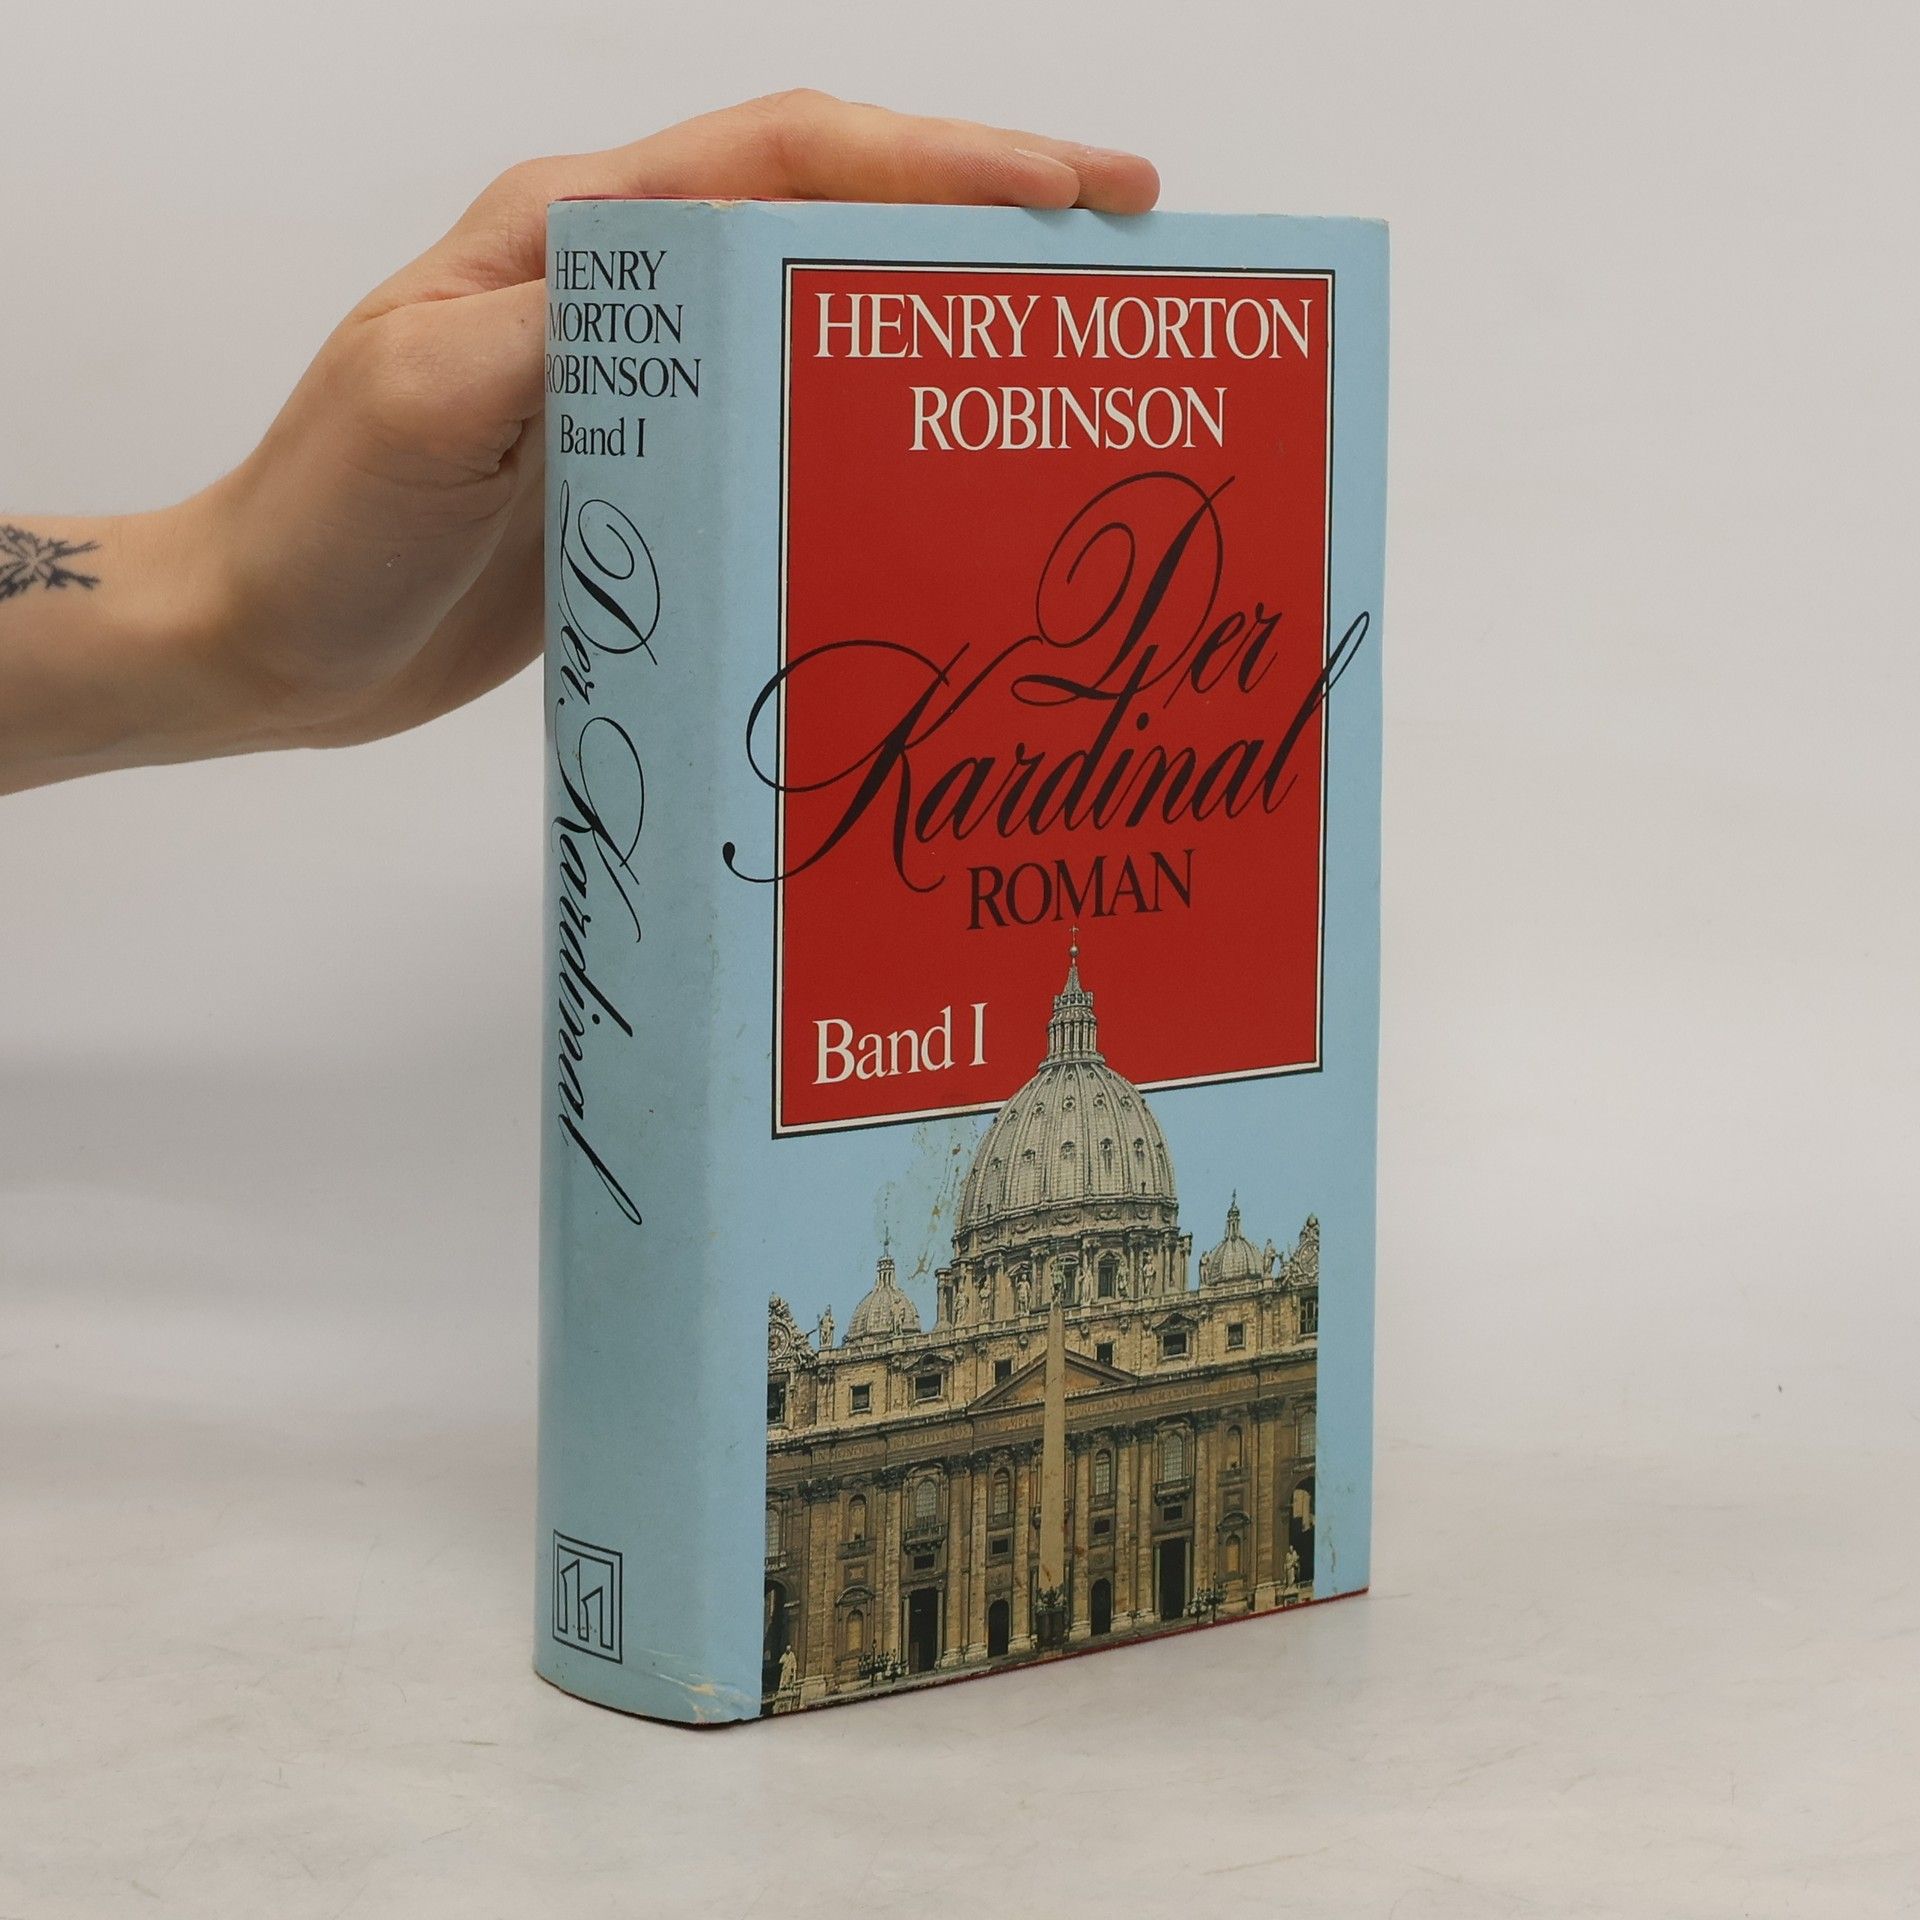 HENRY
MORTON
ROBINSON
Band I
Der Kardinal
HENRY MORTON
ROBINSON
Der
Kardinal
ROMAN
Band I